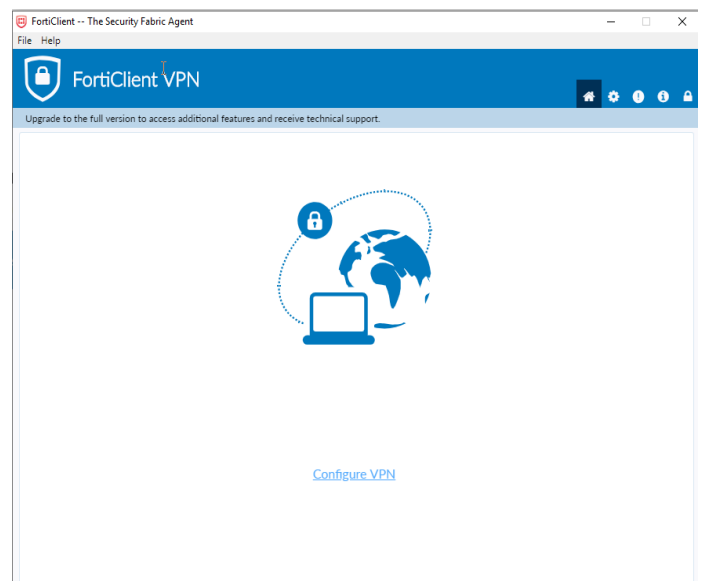 FortiClient -- The Security Fabric Agent
File Help
FortiClient VPN
Upgrade to the full version to access additional features and receive technical support.
Configure VPN